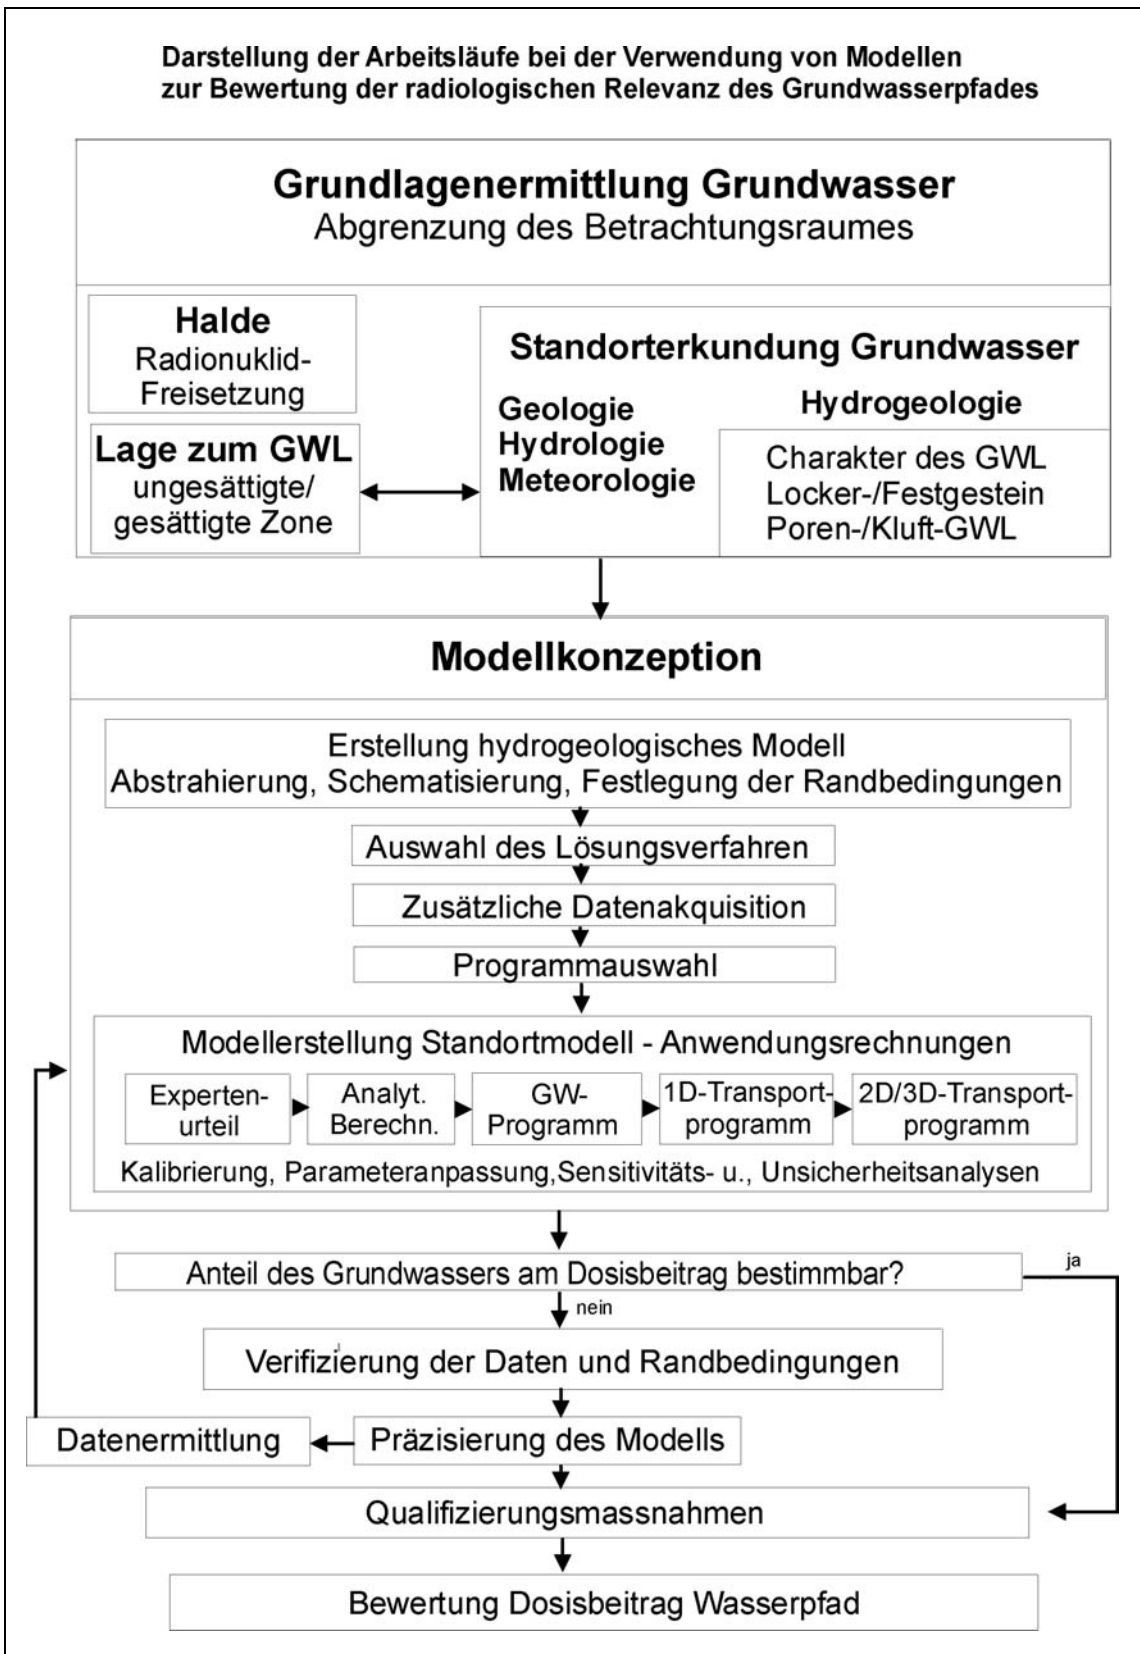 Darstellung der Arbeitsläufe bei der Verwendung von Modellen
zur Bewertung der radiologischen Relevanz des Grundwasserpfades
Grundlagenermittlung Grundwasser
Abgrenzung des Betrachtungsraumes
Halde
Radionuklid-
Freisetzung
Lage zum GWL
ungesättigte/
gesättigte Zone
Standorterkundung Grundwasser
Geologie
Hydrologie
Meteorologie
Hydrogeologie
Charakter des GWL
Locker-/Festgestein
Poren-/Kluft-GWL
Modellkonzeption
Erstellung hydrogeologisches Modell
Abstrahierung, Schematisierung, Festlegung der Randbedingungen
Auswahl des Lösungsverfahren
Zusätzliche Datenakquisition
Programmauswahl
Modellerstellung Standortmodell - Anwendungsrechnungen
Experten-
urteil
Analyt.
Berechn.
GW-
Programm
1D-Transport-
programm
2D/3D-Transport-
programm
Kalibrierung, Parameteranpassung,Sensitivitäts- u., Unsicherheitsanalysen
Anteil des Grundwassers am Dosisbeitrag bestimmbar?
ja
nein
Verifizierung der Daten und Randbedingungen
Datenermittlung
Präzisierung des Modells
Qualifizierungsmassnahmen
Bewertung Dosisbeitrag Wasserpfad